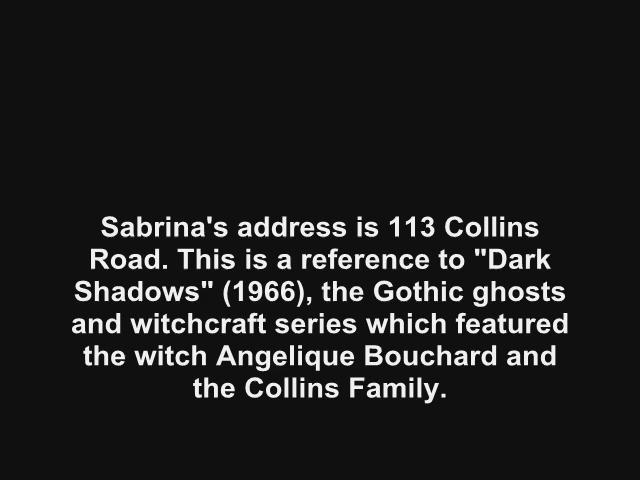 Sabrina's address is 113 Collins
Road. This is a reference to "Dark
Shadows" (1966), the Gothic ghosts
and witchcraft series which featured
the witch Angelique Bouchard and
the Collins Family.